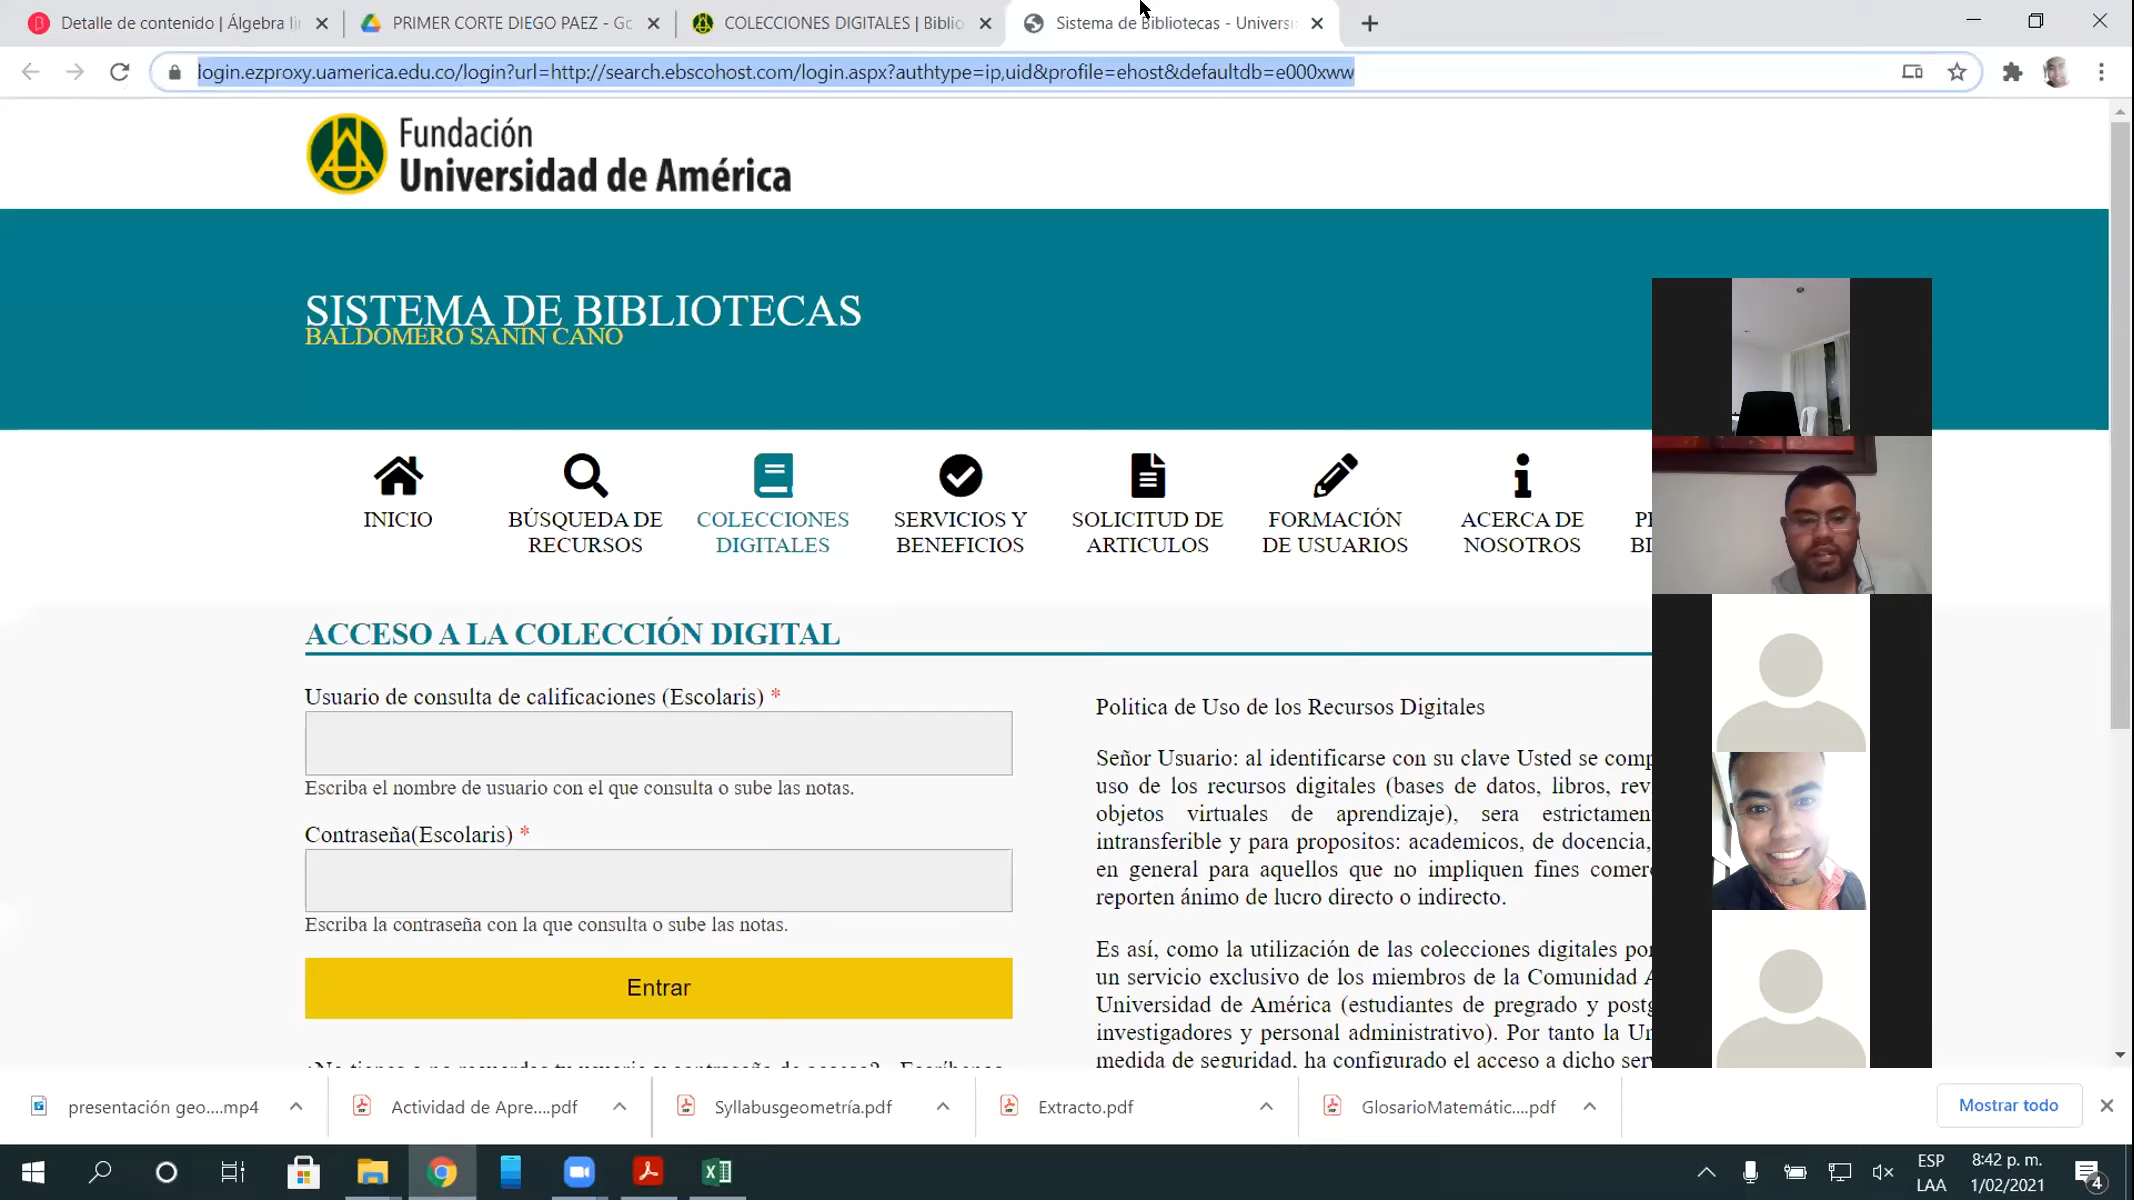 Detalle de contenido | Álgebra li
PRIMER CORTE DIEGO PAEZ - Go
COLECCIONES DIGITALES | Biblio
Sistema de Bibliotecas - Universi
login.ezproxy.uamerica.edu.co/login?url=http://search.ebscohost.com/login.aspx?authtype=ip,uid&profile=ehost&defaultdb=e000xww
Fundación
Universidad de América
SISTEMA DE BIBLIOTECAS
BALDOMERO SANÍN CANO
INICIO
BÚSQUEDA DE
RECURSOS
COLECCIONES
DIGITALES
SERVICIOS Y
BENEFICIOS
SOLICITUD DE
ARTICULOS
FORMACIÓN
DE USUARIOS
ACERCA DE
NOSOTROS
ACCESO A LA COLECCIÓN DIGITAL
Usuario de consulta de calificaciones (Escolaris) *
Escriba el nombre de usuario con el que consulta o sube las notas.
Contraseña(Escolaris) *
Escriba la contraseña con la que consulta o sube las notas.
Entrar
Politica de Uso de los Recursos Digitales
Señor Usuario: al identificarse con su clave Usted se comp
uso de los recursos digitales (bases de datos, libros, rev
objetos virtuales de aprendizaje), sera estrictament
intransferible y para propositos: academicos, de docencia,
en general para aquellos que no impliquen fines comerc
reporten ánimo de lucro directo o indirecto.
Es así, como la utilización de las colecciones digitales por
un servicio exclusivo de los miembros de la Comunidad A
Universidad de América (estudiantes de pregrado y postg
investigadores y personal administrativo). Por tanto la Un
medida de seguridad, ha configurado el acceso a dicho serv
presentación geo....mp4
Actividad de Apre....pdf
Syllabusgeometría.pdf
Extracto.pdf
GlosarioMatemátic....pdf
Mostrar todo
ESP
LAA
8:42 p. m.
1/02/2021
4